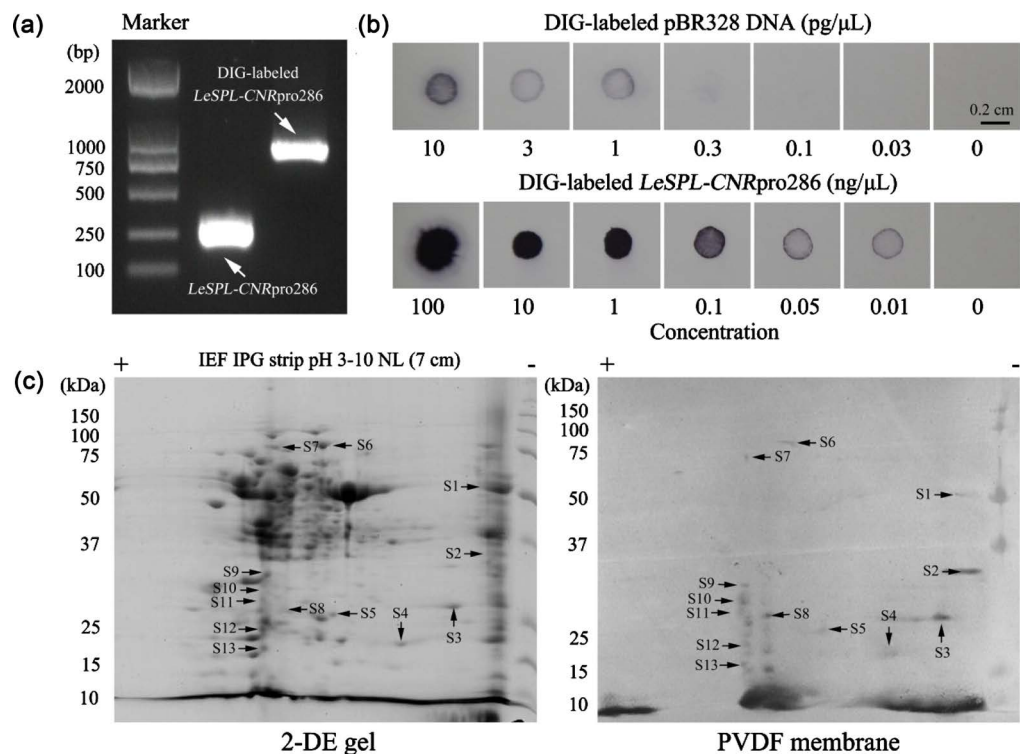 (a)
Marker
(bp)
2000
1000
750
500
250
100
DIG-labeled
LeSPL-CNRpro286
LeSPL-CNRpro286
(b)
DIG-labeled pBR328 DNA (pg/μL)
0.2 cm
10 3 1 0.3 0.1 0.03 0
DIG-labeled LeSPL-CNRpro286 (ng/μL)
100 10 1 0.1 0.05 0.01 0
Concentration
(c)
+ IEF IPG strip pH 3-10 NL (7 cm) -
(kDa)
150
100
75
50
37
25
15
10
S7 S6
S1
S2
S9
S10
S11
S8 S5 S4
S3
S12
S13
2-DE gel
+ -
(kDa)
150
100
75
50
37
25
15
10
S6
S7
S1
S2
S9
S10
S11
S8 S4
S5 S3
S12
S13
PVDF membrane